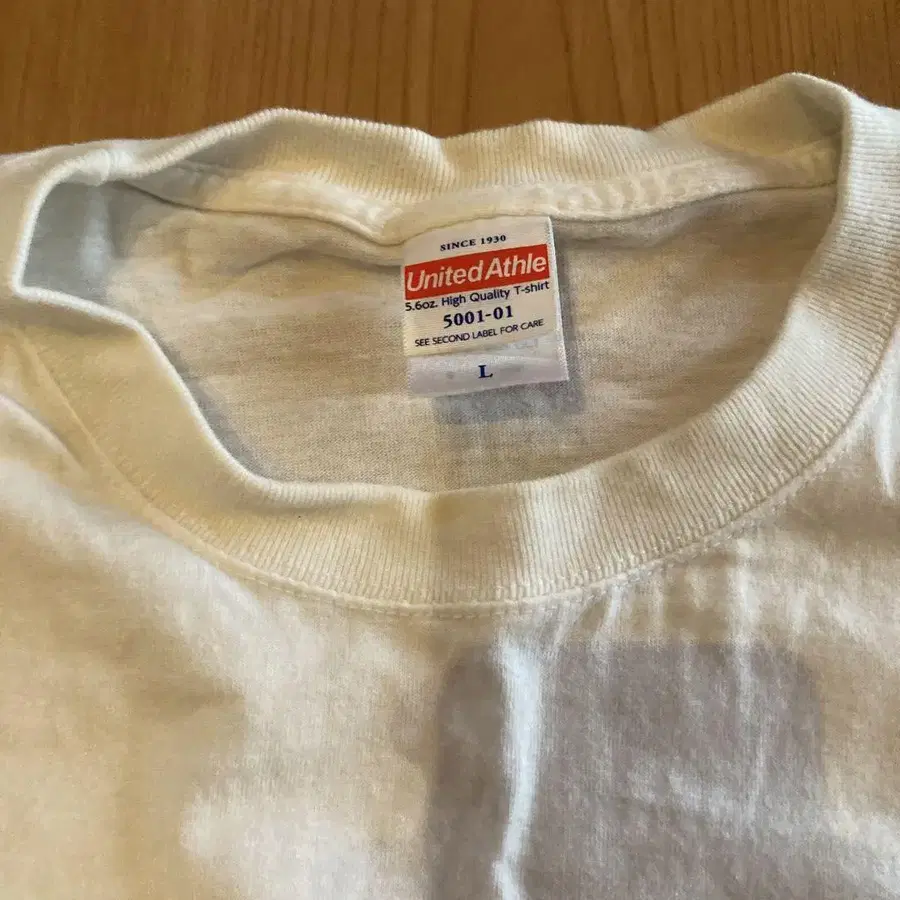 SINCE 1930
United Athle
5.6oz. High Quality T-shirt
5001-01
SEE SECOND LABEL FOR CARE
L